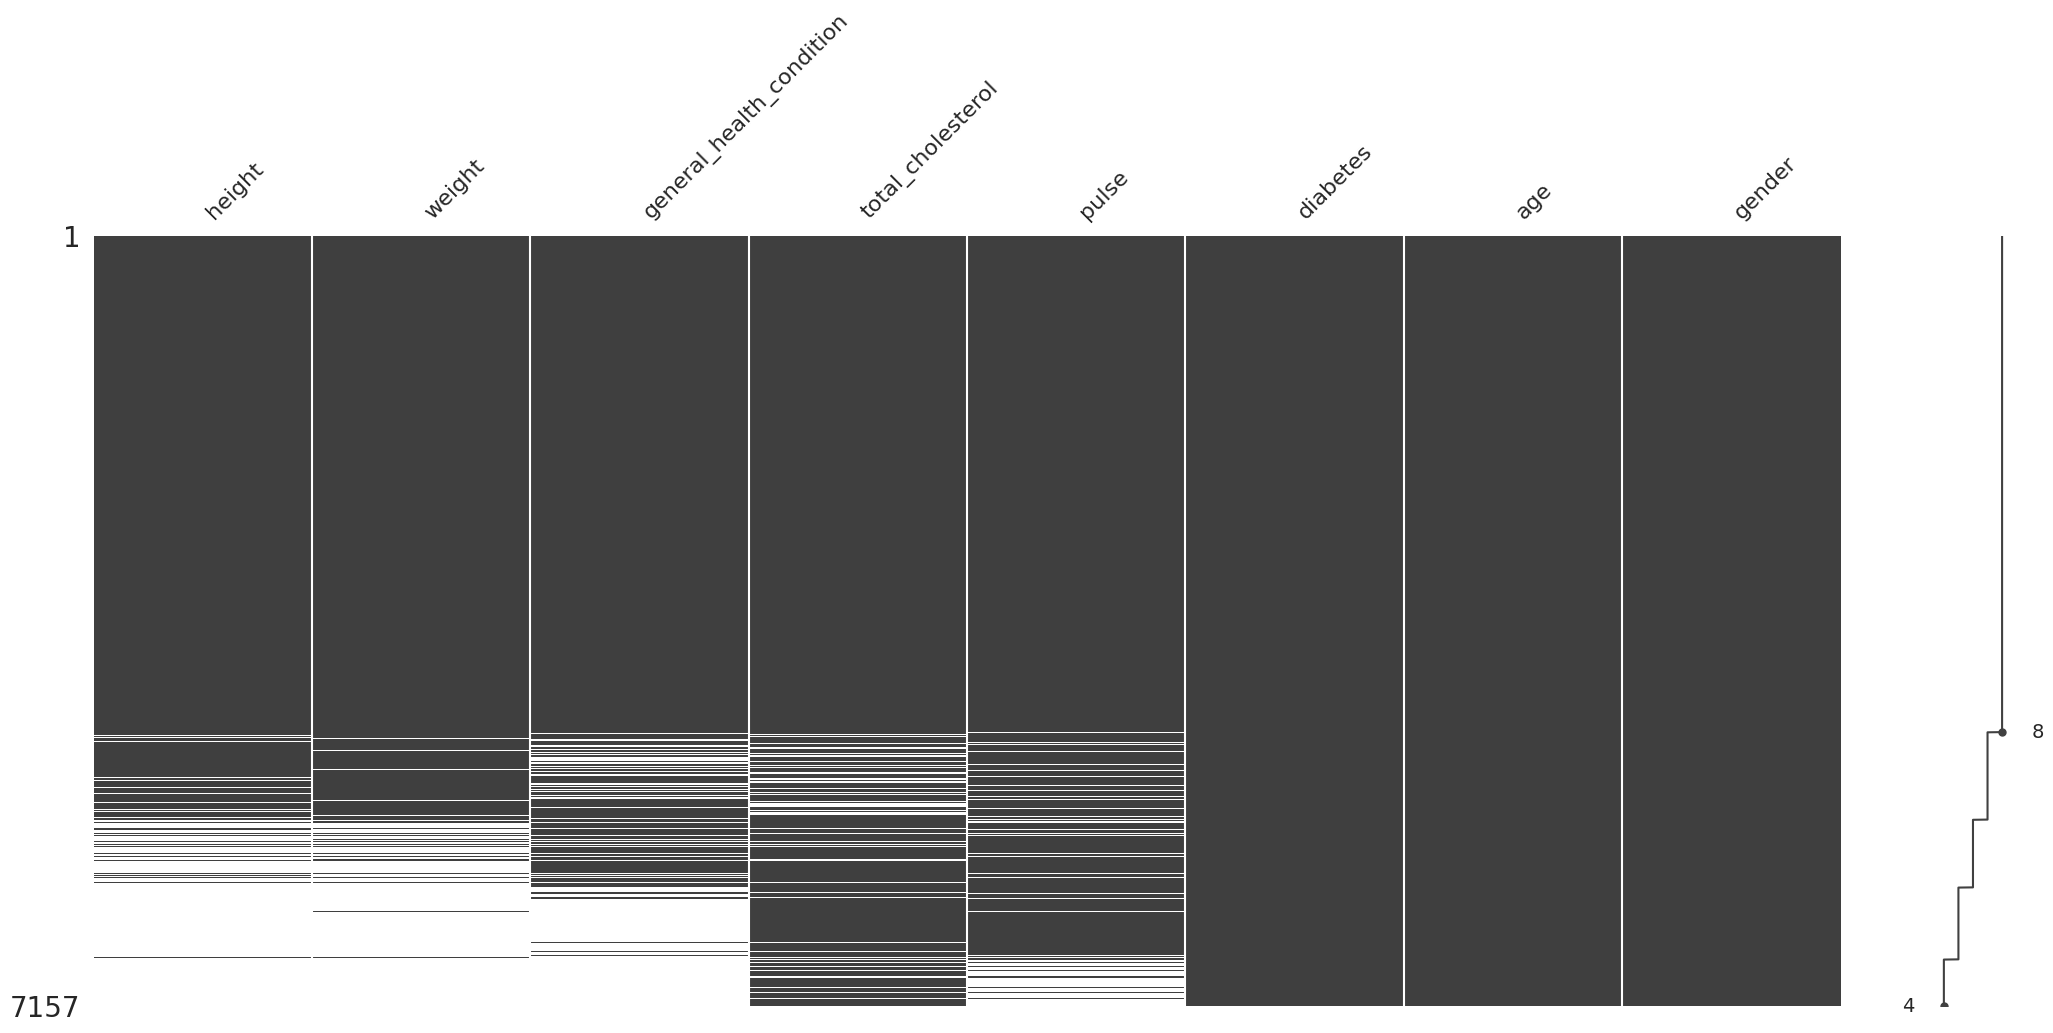 height
weight
general_health_condition
total_cholesterol
pulse
diabetes
age
gender
1
8
7157
4